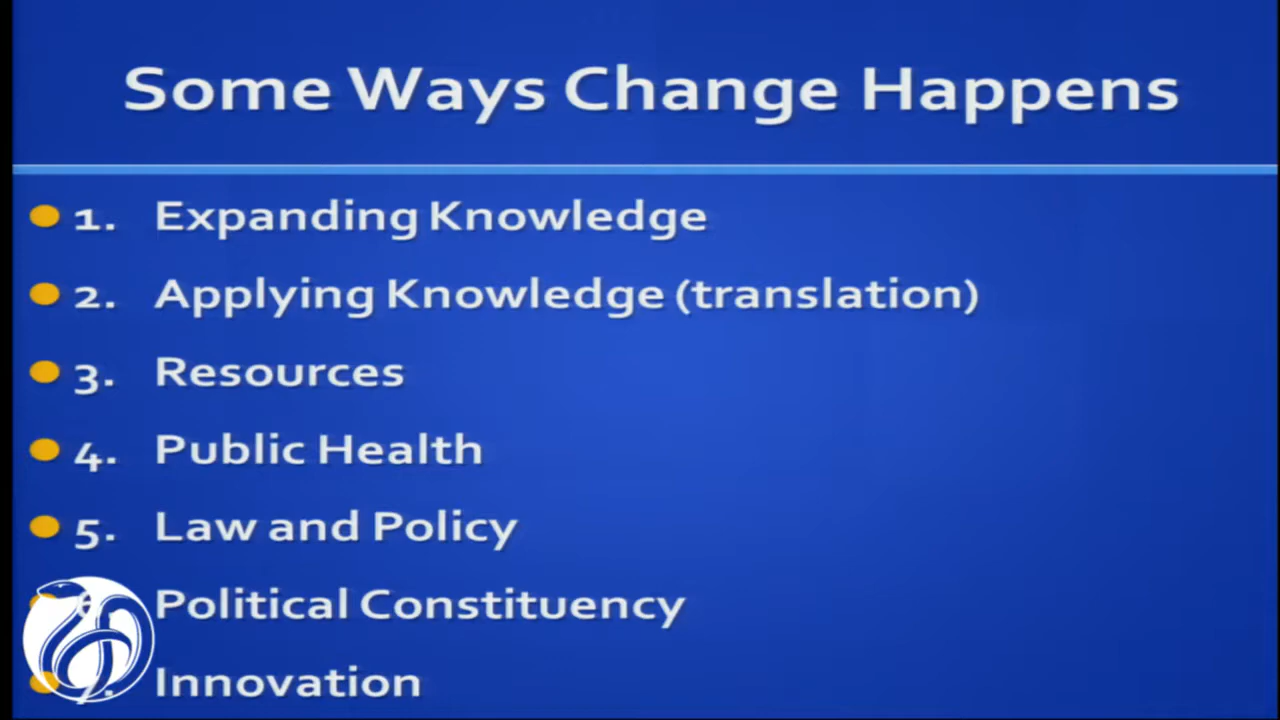 Some Ways Change Happens
1. Expanding Knowledge
2. Applying Knowledge (translation)
3. Resources
4. Public Health
5. Law and Policy
Political Constituency
Innovation